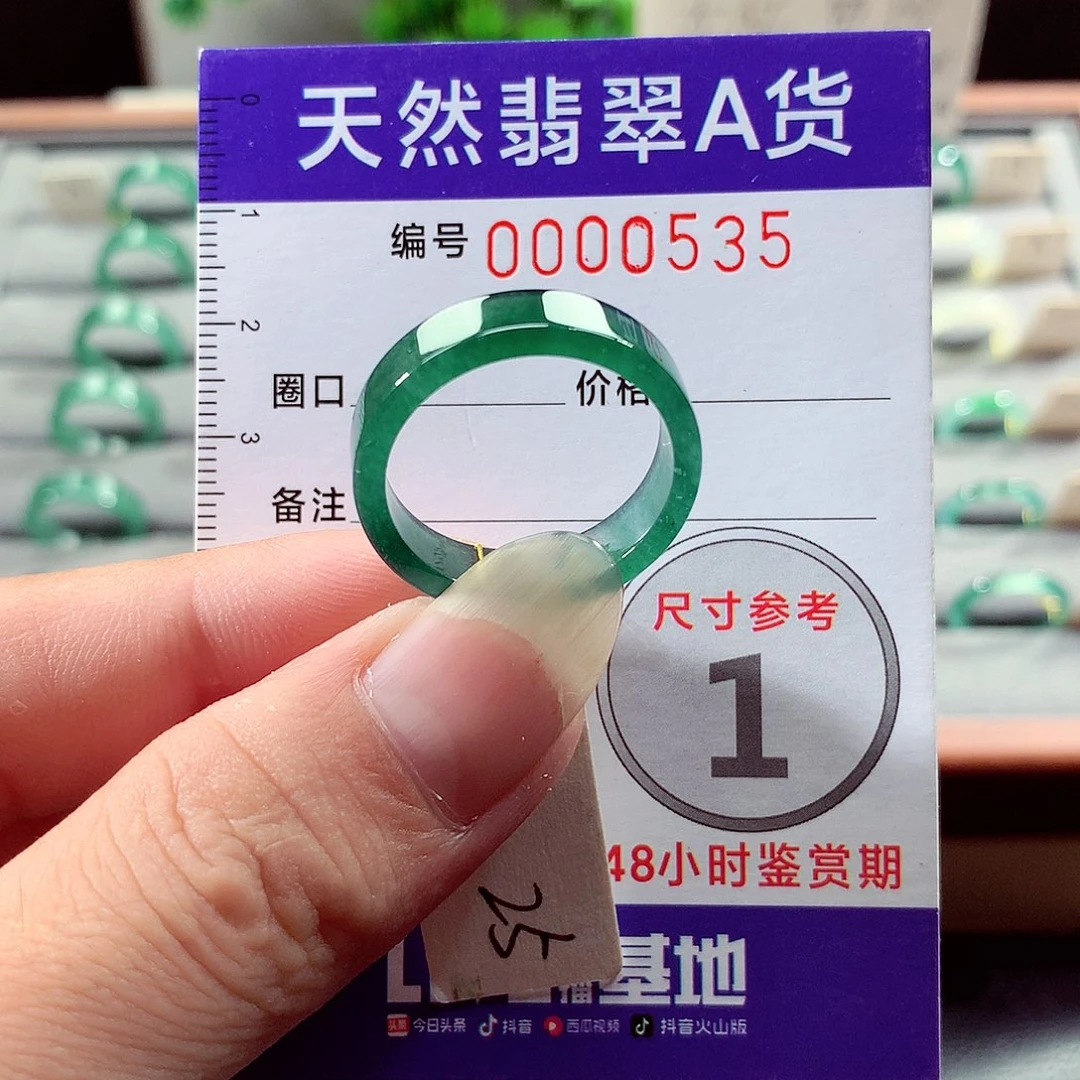 天然翡翠A货
0
1
2
3
编号 0000535
圈口 价格
备注
尺寸参考
1
48小时鉴赏期
25
播基地
今日头条 抖音 西瓜视频 抖音火山版